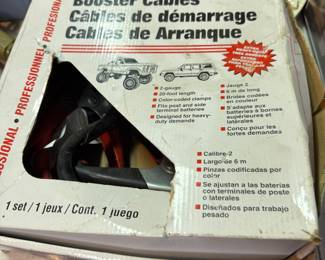 Booster Cables
Câbles de démarrage
Cables de Arranque
PROFESSIONNEL • PROFESIONAL
• 2-gauge
• 20-foot length
• Color-coded clamps
• Fits post and side
terminal batteries
• Designed for heavy-
duty demands
• Jauge 2
• 6 m de long
• Brides codées
en couleur
• S'adapte aux
batteries à bornes
supérieures et
latérales
• Conçu pour les
fortes demandes
• Calibre-2
• Largo de 6 m
• Pinzas codificadas por
color
• Se ajustan a las baterías
con terminales de poste
o laterales
• Diseñados para trabajo
pesado
1 set / 1 jeux / Cont. 1 juego